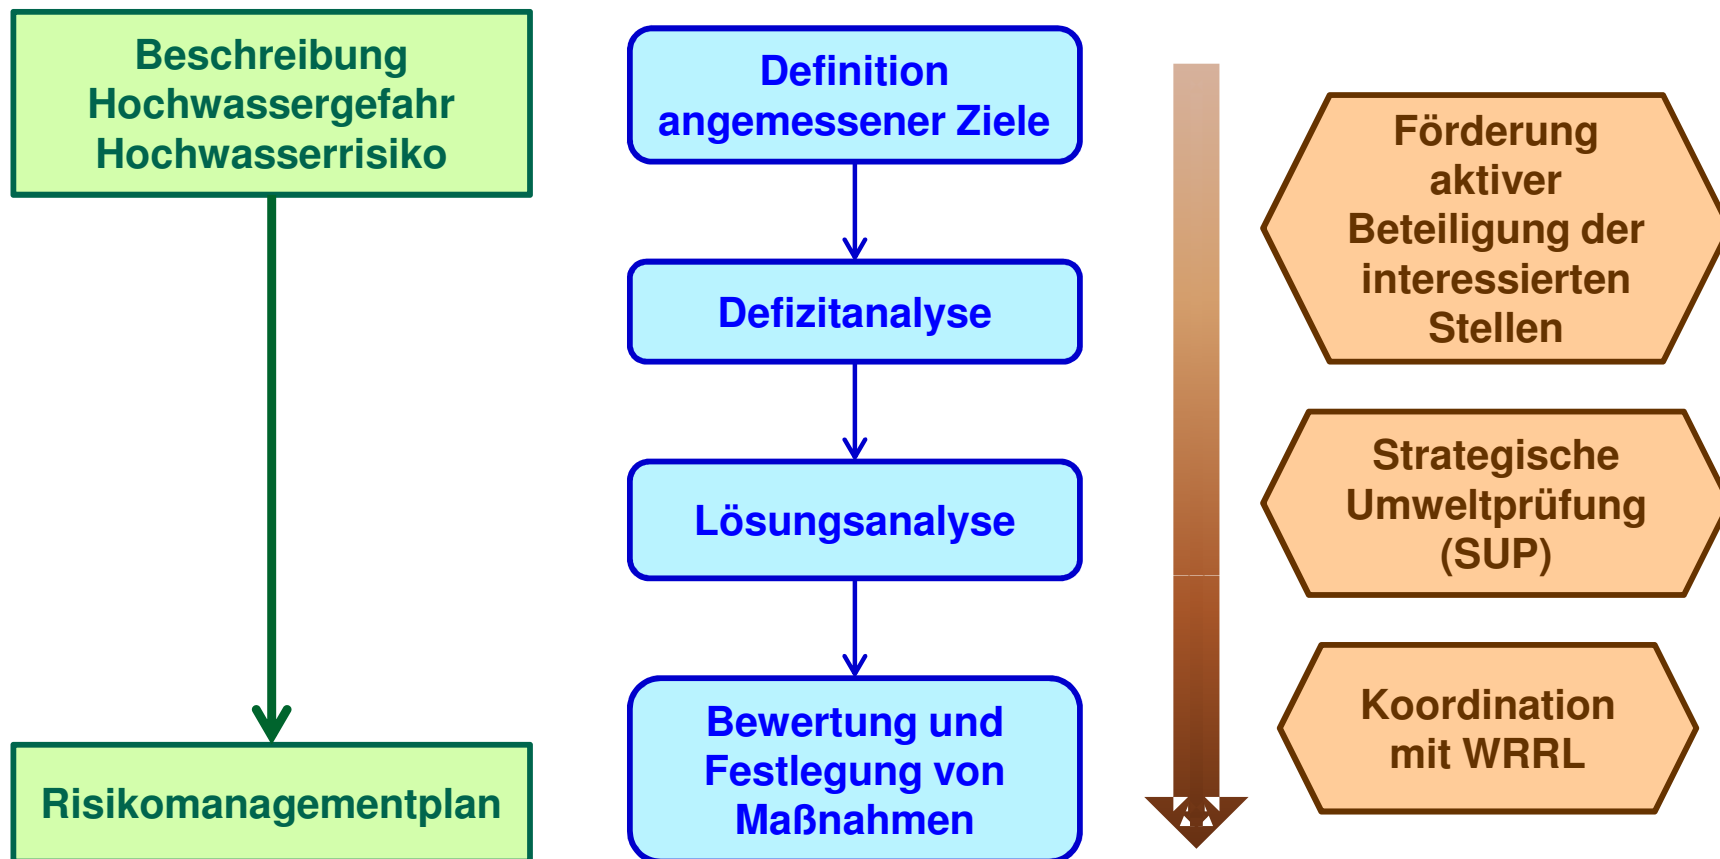 Beschreibung
Hochwassergefahr
Hochwasserrisiko
Risikomanagementplan
Definition
angemessener Ziele
Defizitanalyse
Lösungsanalyse
Bewertung und
Festlegung von
Maßnahmen
Förderung
aktiver
Beteiligung der
interessierten
Stellen
Strategische
Umweltprüfung
(SUP)
Koordination
mit WRRL